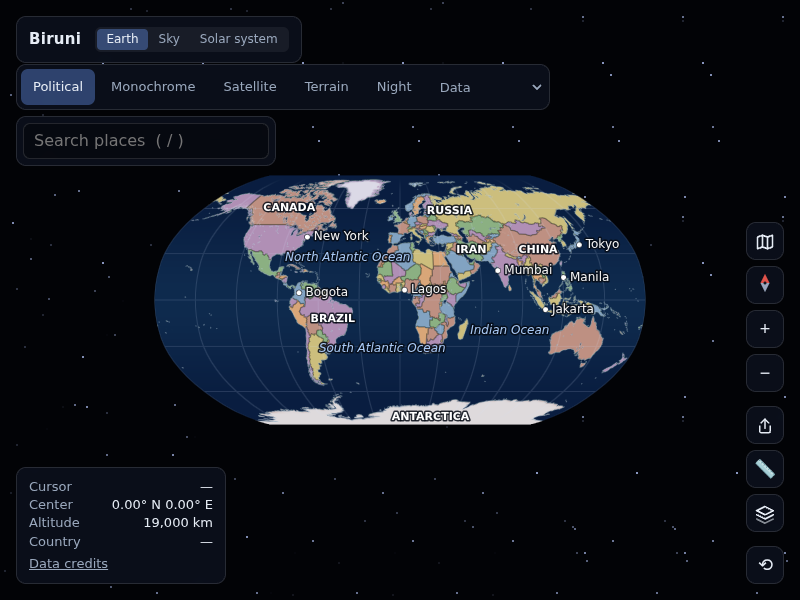 Biruni Earth Sky Solar system
Political Monochrome Satellite Terrain Night Data
Search places ( / )
CANADA
RUSSIA
New York
Tokyo
IRAN
CHINA
North Atlantic Ocean
Mumbai
Manila
Bogota
Lagos
Jakarta
BRAZIL
Indian Ocean
South Atlantic Ocean
ANTARCTICA
+
−
Cursor —
Center 0.00° N 0.00° E
Altitude 19,000 km
Country —
Data credits